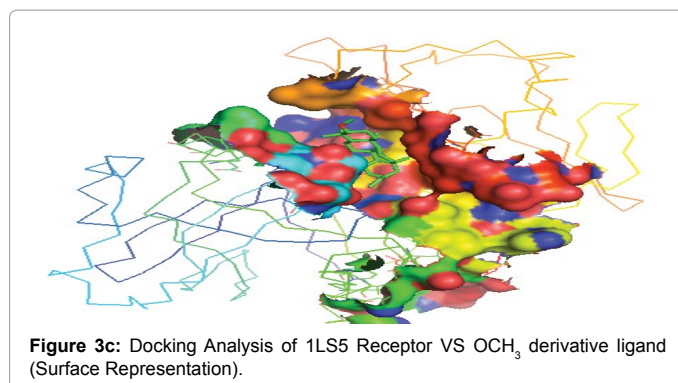 Figure 3c: Docking Analysis of 1LS5 Receptor VS OCH₃ derivative ligand
(Surface Representation).